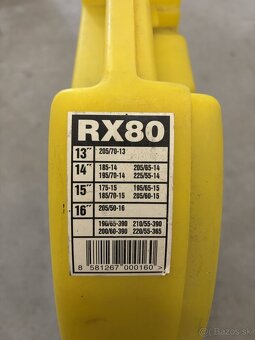 RX80
13" 205/70-13
14" 185-14 205/65-14
195/70-14 225/55-14
15" 175-15 195/65-15
185/70-15 205/60-15
16" 205/50-16
190/65-390 210/55-390
200/60-390 220/55-365
8 581267 000160 >
bazos.sk